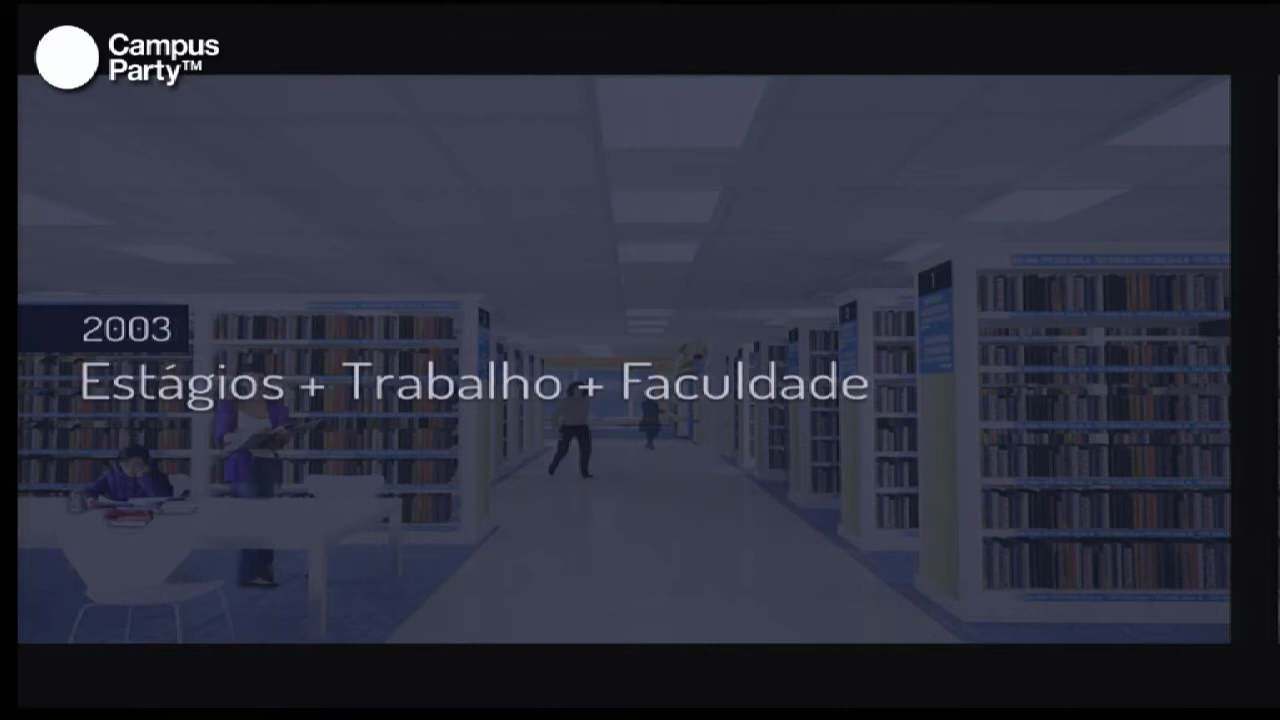 Campus
Party™
2003
Estágios + Trabalho + Faculdade